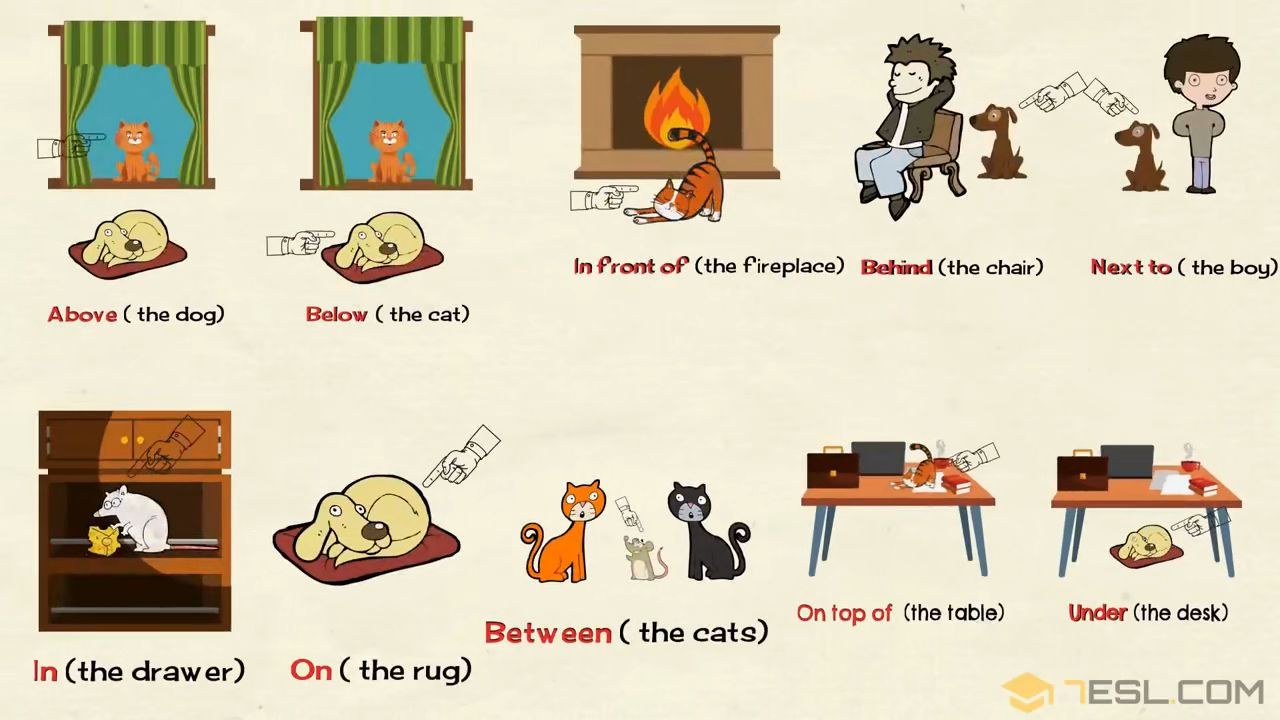 Above ( the dog)
Below ( the cat)
In front of (the fireplace)
Behind (the chair)
Next to ( the boy)
In (the drawer)
On ( the rug)
Between ( the cats)
On top of (the table)
Under (the desk)
7ESL.COM